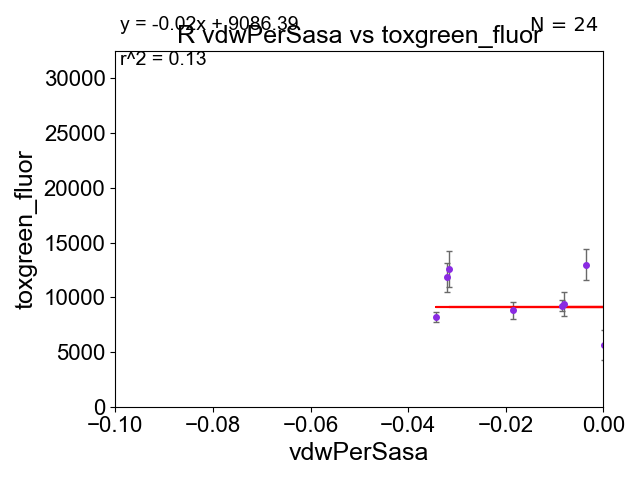 y = -0.02x + 9086.39
N = 24
R vdwPerSasa vs toxgreen_fluor
r^2 = 0.13
30000
25000
20000
15000
10000
5000
0
toxgreen_fluor
−0.10 −0.08 −0.06 −0.04 −0.02 0.00
vdwPerSasa